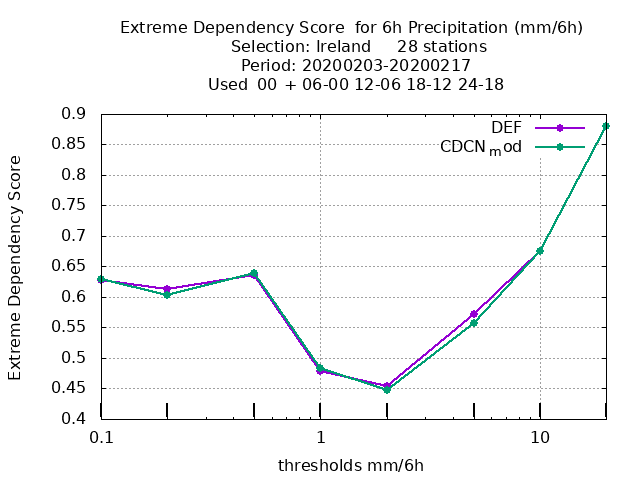 Extreme Dependency Score for 6h Precipitation (mm/6h)
Selection: Ireland 28 stations
Period: 20200203-20200217
Used 00 + 06-00 12-06 18-12 24-18
DEF
CDCN_mod
Extreme Dependency Score
0.9
0.85
0.8
0.75
0.7
0.65
0.6
0.55
0.5
0.45
0.4
0.1 1 10
thresholds mm/6h